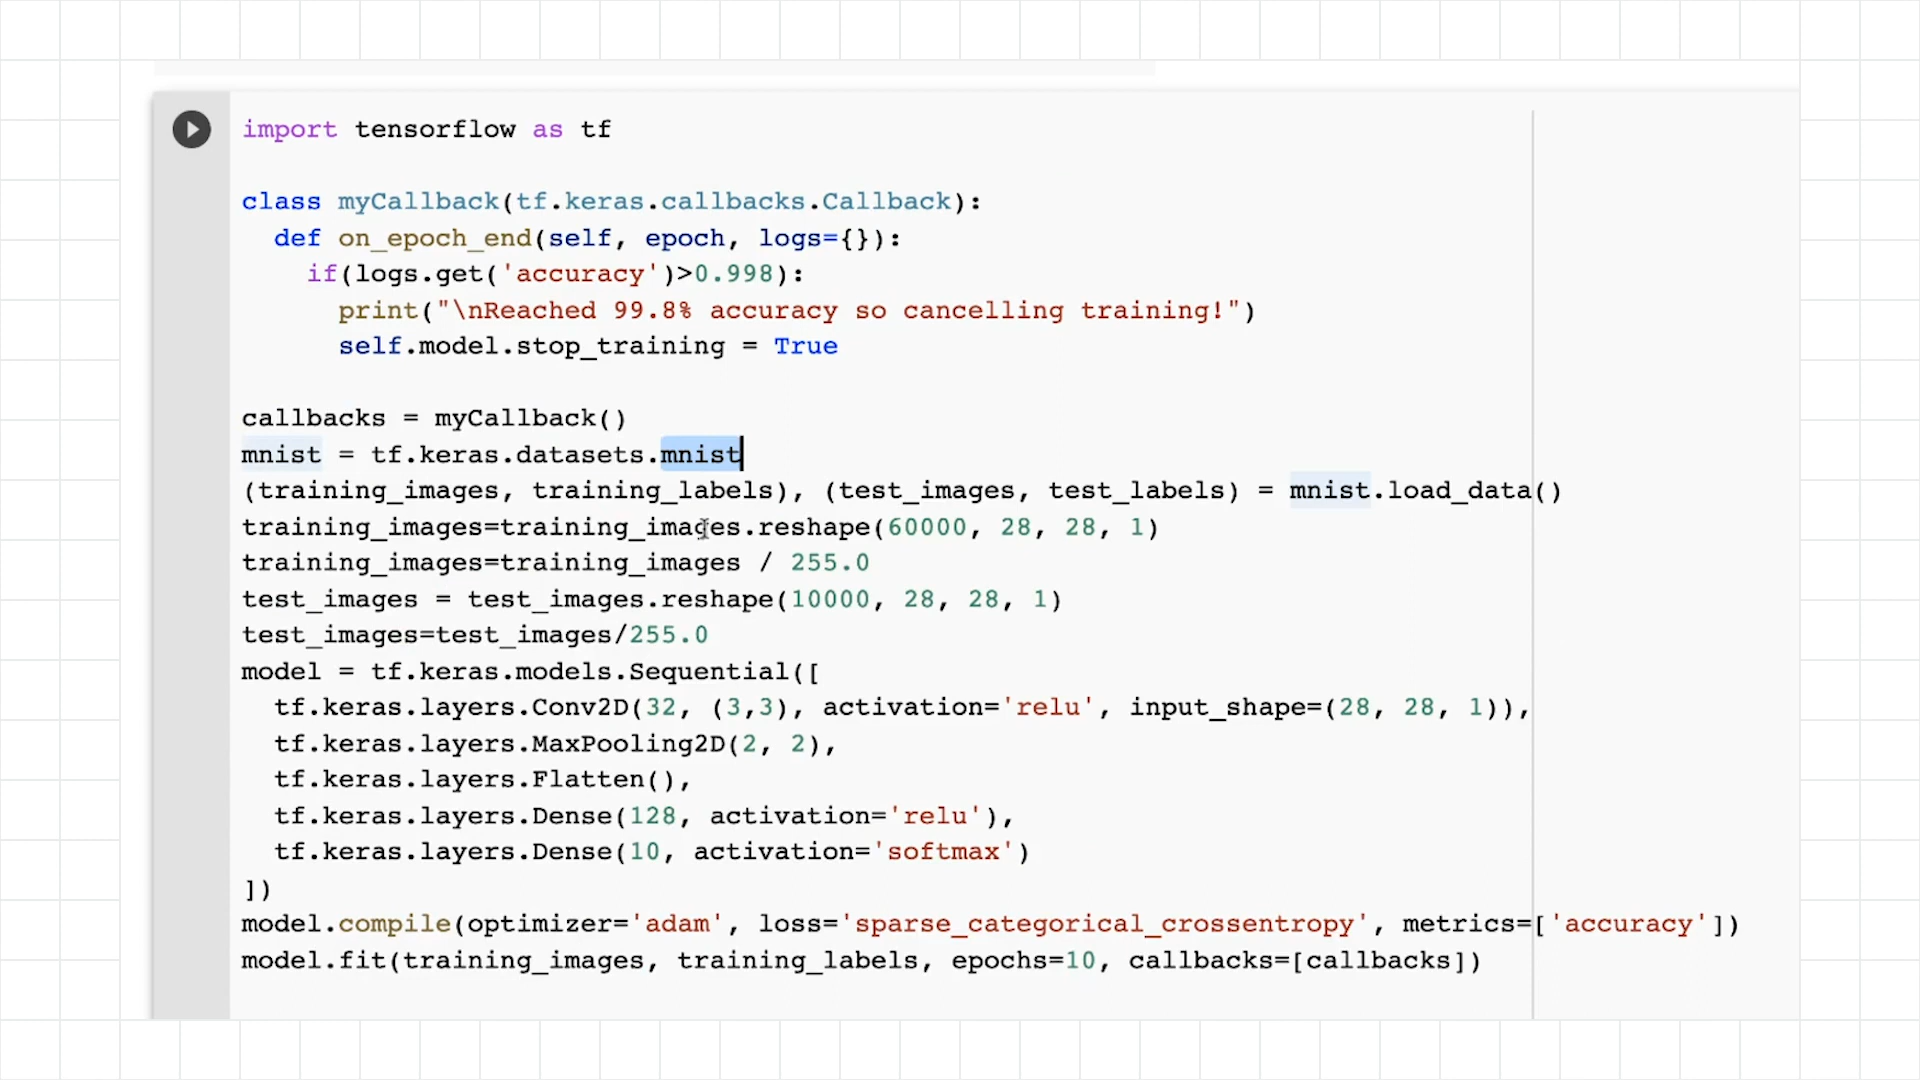 import tensorflow as tf
class myCallback(tf.keras.callbacks.Callback):
def on_epoch_end(self, epoch, logs={}):
if(logs.get('accuracy')>0.998):
print("\nReached 99.8% accuracy so cancelling training!")
self.model.stop_training = True
callbacks = myCallback()
mnist = tf.keras.datasets.mnist
(training_images, training_labels), (test_images, test_labels) = mnist.load_data()
training_images=training_images.reshape(60000, 28, 28, 1)
training_images=training_images / 255.0
test_images = test_images.reshape(10000, 28, 28, 1)
test_images=test_images/255.0
model = tf.keras.models.Sequential([
tf.keras.layers.Conv2D(32, (3,3), activation='relu', input_shape=(28, 28, 1)),
tf.keras.layers.MaxPooling2D(2, 2),
tf.keras.layers.Flatten(),
tf.keras.layers.Dense(128, activation='relu'),
tf.keras.layers.Dense(10, activation='softmax')
])
model.compile(optimizer='adam', loss='sparse_categorical_crossentropy', metrics=['accuracy'])
model.fit(training_images, training_labels, epochs=10, callbacks=[callbacks])